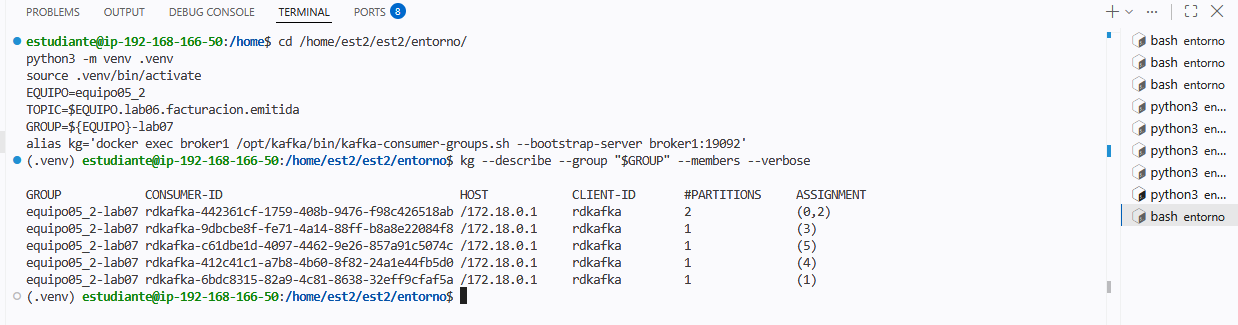 PROBLEMS OUTPUT DEBUG CONSOLE TERMINAL PORTS 8
estudiante@ip-192-168-166-50:/home$ cd /home/est2/est2/entorno/
python3 -m venv .venv
source .venv/bin/activate
EQUIPO=equipo05_2
TOPIC=$EQUIPO.lab06.facturacion.emitida
GROUP=${EQUIPO}-lab07
alias kg='docker exec broker1 /opt/kafka/bin/kafka-consumer-groups.sh --bootstrap-server broker1:19092'
(.venv) estudiante@ip-192-168-166-50:/home/est2/est2/entorno$ kg --describe --group "$GROUP" --members --verbose
GROUP CONSUMER-ID HOST CLIENT-ID #PARTITIONS ASSIGNMENT
equipo05_2-lab07 rdkafka-442361cf-1759-408b-9476-f98c426518ab /172.18.0.1 rdkafka 2 (0,2)
equipo05_2-lab07 rdkafka-9dbcbe8f-fe71-4a14-88ff-b8a8e22084f8 /172.18.0.1 rdkafka 1 (3)
equipo05_2-lab07 rdkafka-c61dbe1d-4097-4462-9e26-857a91c5074c /172.18.0.1 rdkafka 1 (5)
equipo05_2-lab07 rdkafka-412c41c1-a7b8-4b60-8f82-24a1e44fb5d0 /172.18.0.1 rdkafka 1 (4)
equipo05_2-lab07 rdkafka-6bdc8315-82a9-4c81-8638-32eff9cfaf5a /172.18.0.1 rdkafka 1 (1)
(.venv) estudiante@ip-192-168-166-50:/home/est2/est2/entorno$
bash entorno
bash entorno
bash entorno
python3 en...
python3 en...
python3 en...
python3 en...
python3 en...
bash entorno